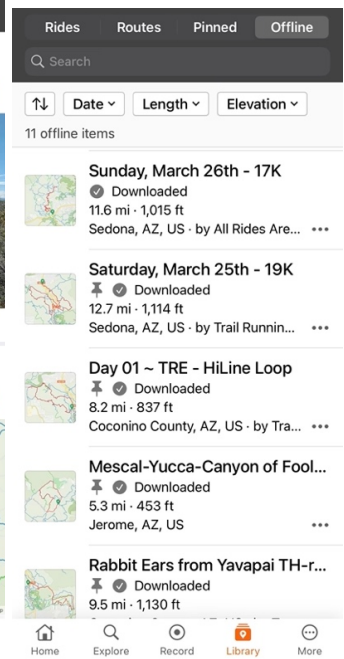 Rides Routes Pinned Offline
Search
Date Length Elevation
11 offline items
Sunday, March 26th - 17K
Downloaded
11.6 mi · 1,015 ft
Sedona, AZ, US · by All Rides Are...
Saturday, March 25th - 19K
Downloaded
12.7 mi · 1,114 ft
Sedona, AZ, US · by Trail Runnin...
Day 01 ~ TRE - HiLine Loop
Downloaded
8.2 mi · 837 ft
Coconino County, AZ, US · by Tra...
Mescal-Yucca-Canyon of Fool...
Downloaded
5.3 mi · 453 ft
Jerome, AZ, US
Rabbit Ears from Yavapai TH-r...
Downloaded
9.5 mi · 1,130 ft
Home Explore Record Library More